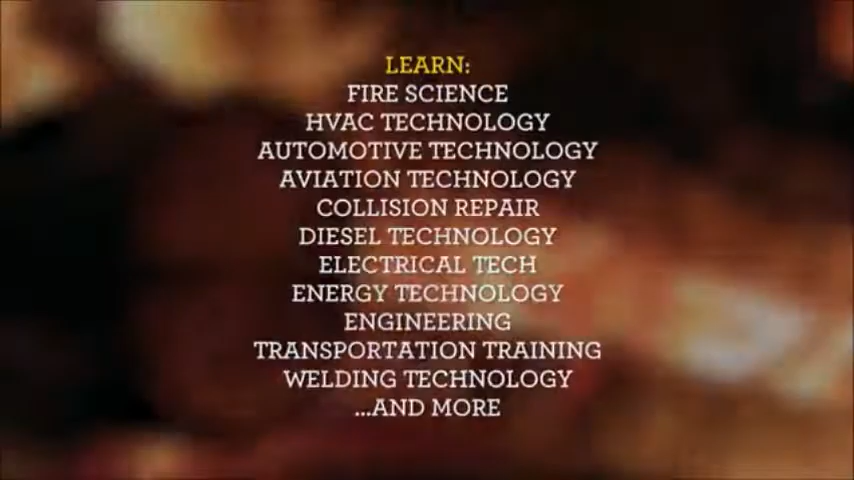 LEARN:
FIRE SCIENCE
HVAC TECHNOLOGY
AUTOMOTIVE TECHNOLOGY
AVIATION TECHNOLOGY
COLLISION REPAIR
DIESEL TECHNOLOGY
ELECTRICAL TECH
ENERGY TECHNOLOGY
ENGINEERING
TRANSPORTATION TRAINING
WELDING TECHNOLOGY
...AND MORE